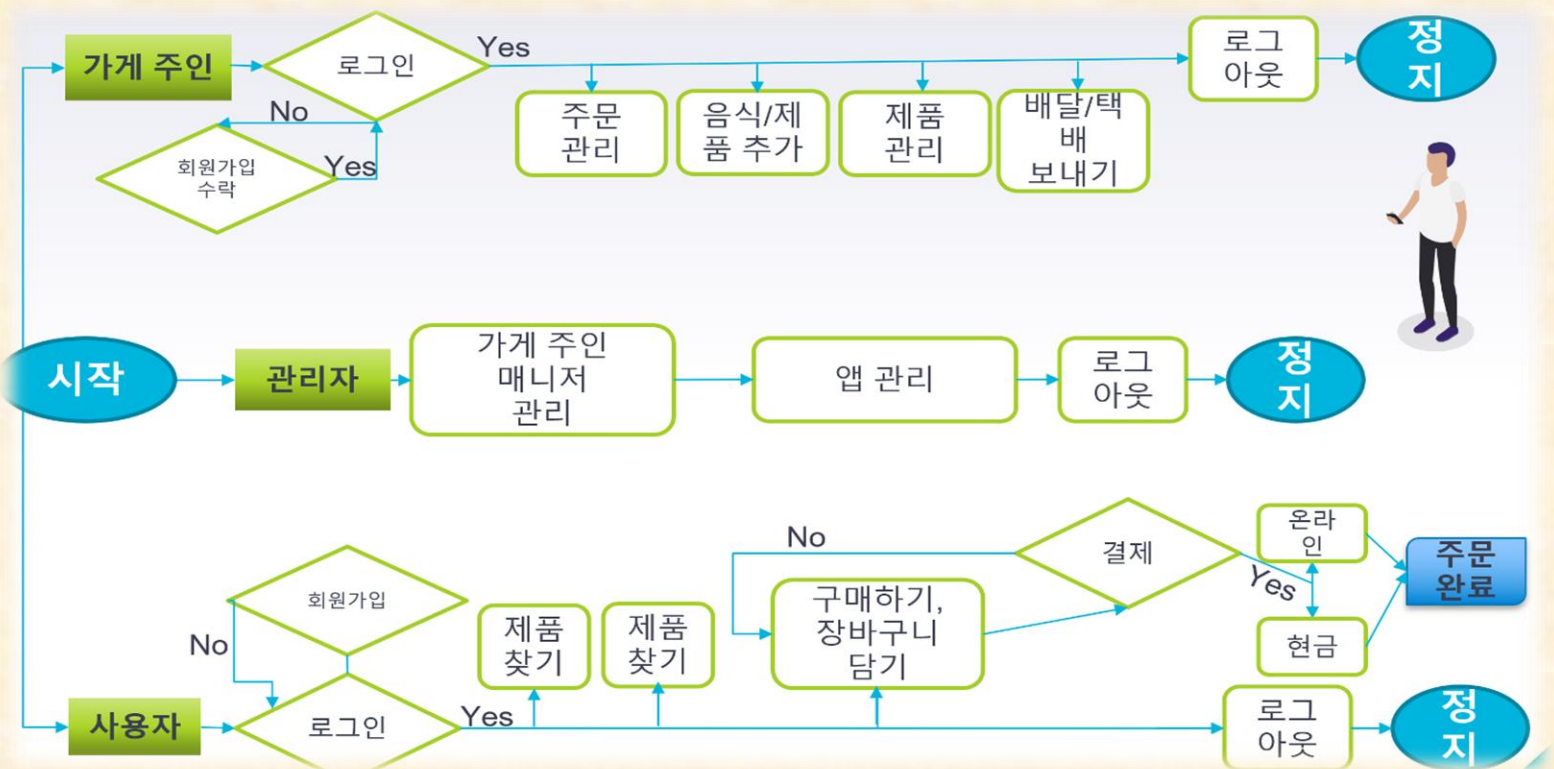 가게 주인
로그인
Yes
No
회원가입
수락
Yes
주문
관리
음식/제
품 추가
제품
관리
배달/택
배
보내기
로그
아웃
정
지
시작
관리자
가게 주인
매니저
관리
앱 관리
로그
아웃
정
지
사용자
로그인
No
회원가입
Yes
제품
찾기
제품
찾기
구매하기,
장바구니
담기
No
결제
Yes
온라
인
현금
주문
완료
로그
아웃
정
지